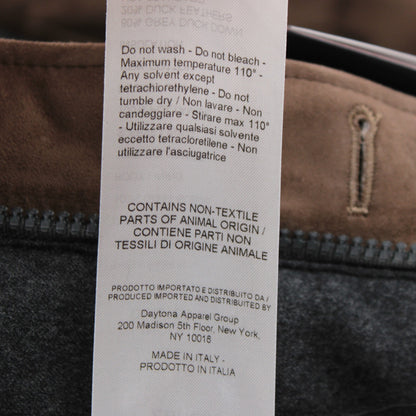 Do not wash - Do not bleach -
Maximum temperature 110° -
Any solvent except
tetrachiorethylene - Do not
tumble dry / Non lavare - Non
candeggiare - Stirare max 110°
- Utilizzare qualsiasi solvente
eccetto tetracloretilene - Non
utilizzare l'asciugatrice
CONTAINS NON-TEXTILE
PARTS OF ANIMAL ORIGIN /
CONTIENE PARTI NON
TESSILI DI ORIGINE ANIMALE
PRODOTTO IMPORTATO E DISTRIBUITO DA /
PRODUCED IMPORTED AND DISTRIBUITED BY
Daytona Apparel Group
200 Madison 5th Floor, New York,
NY 10016
MADE IN ITALY -
PRODOTTO IN ITALIA